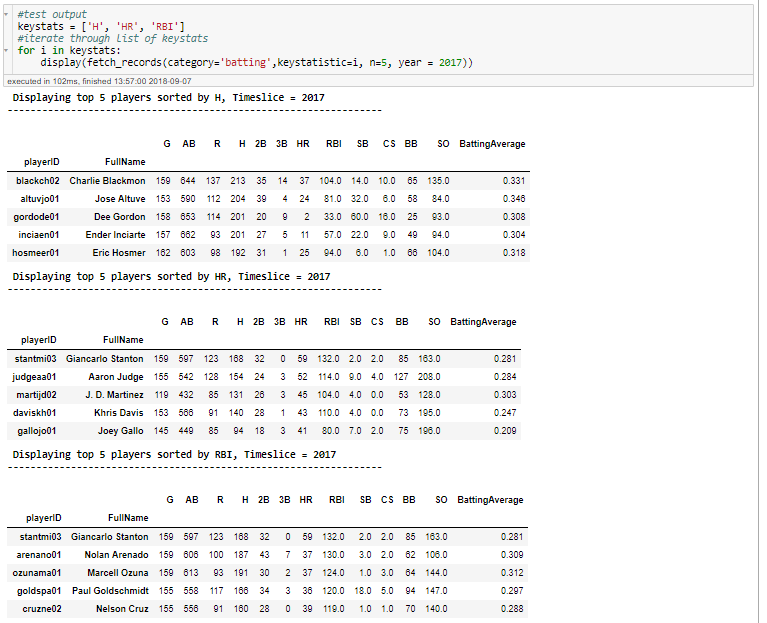 #test output
keystats = ['H', 'HR', 'RBI']
#iterate through list of keystats
for i in keystats:
display(fetch_records(category='batting',keystatistic=i, n=5, year = 2017))
executed in 102ms, finished 13:57:00 2018-09-07
Displaying top 5 players sorted by H, Timeslice = 2017
----------------------------------------------------------------
G AB R H 2B 3B HR RBI SB CS BB SO BattingAverage
playerID FullName
blackch02 Charlie Blackmon 159 644 137 213 35 14 37 104.0 14.0 10.0 65 135.0 0.331
altuvjo01 Jose Altuve 153 590 112 204 39 4 24 81.0 32.0 6.0 58 84.0 0.346
gordode01 Dee Gordon 158 653 114 201 20 9 2 33.0 60.0 16.0 25 93.0 0.308
inciaen01 Ender Inciarte 157 662 93 201 27 5 11 57.0 22.0 9.0 49 94.0 0.304
hosmeer01 Eric Hosmer 162 603 98 192 31 1 25 94.0 6.0 1.0 66 104.0 0.318
Displaying top 5 players sorted by HR, Timeslice = 2017
----------------------------------------------------------------
G AB R H 2B 3B HR RBI SB CS BB SO BattingAverage
playerID FullName
stantmi03 Giancarlo Stanton 159 597 123 168 32 0 59 132.0 2.0 2.0 85 163.0 0.281
judgeaa01 Aaron Judge 155 542 128 154 24 3 52 114.0 9.0 4.0 127 208.0 0.284
martijd02 J. D. Martinez 119 432 85 131 26 3 45 104.0 4.0 0.0 53 128.0 0.303
daviskh01 Khris Davis 153 566 91 140 28 1 43 110.0 4.0 0.0 73 195.0 0.247
gallojo01 Joey Gallo 145 449 85 94 18 3 41 80.0 7.0 2.0 75 196.0 0.209
Displaying top 5 players sorted by RBI, Timeslice = 2017
----------------------------------------------------------------
G AB R H 2B 3B HR RBI SB CS BB SO BattingAverage
playerID FullName
stantmi03 Giancarlo Stanton 159 597 123 168 32 0 59 132.0 2.0 2.0 85 163.0 0.281
arenano01 Nolan Arenado 159 606 100 187 43 7 37 130.0 3.0 2.0 62 106.0 0.309
ozunama01 Marcell Ozuna 159 613 93 191 30 2 37 124.0 1.0 3.0 64 144.0 0.312
goldspa01 Paul Goldschmidt 155 558 117 166 34 3 36 120.0 18.0 5.0 94 147.0 0.297
cruzne02 Nelson Cruz 155 556 91 160 28 0 39 119.0 1.0 1.0 70 140.0 0.288